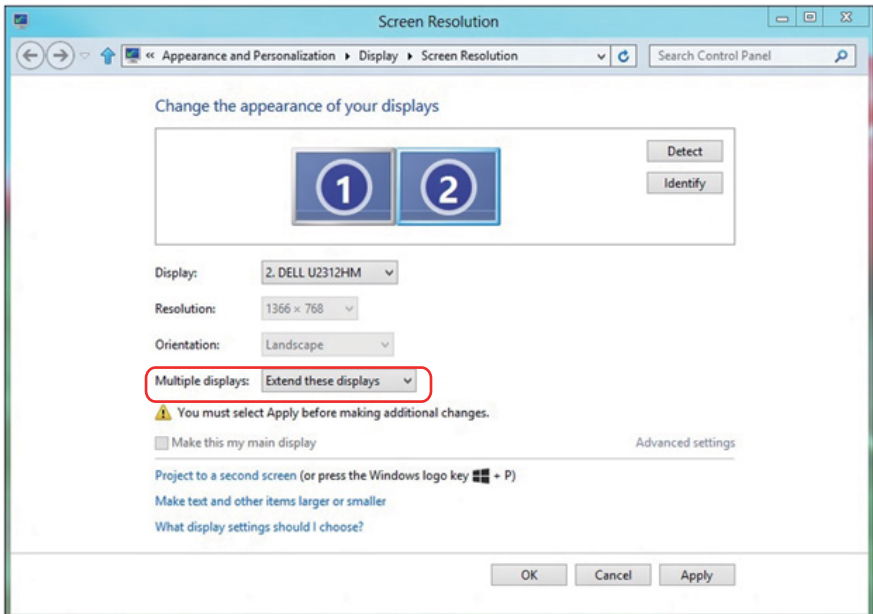 Screen Resolution
« Appearance and Personalization Display Screen Resolution Search Control Panel
Change the appearance of your displays
1 2
Detect
Identify
Display: 2. DELL U2312HM
Resolution: 1366 × 768
Orientation: Landscape
Multiple displays: Extend these displays
You must select Apply before making additional changes.
Make this my main display Advanced settings
Project to a second screen (or press the Windows logo key + P)
Make text and other items larger or smaller
What display settings should I choose?
OK Cancel Apply